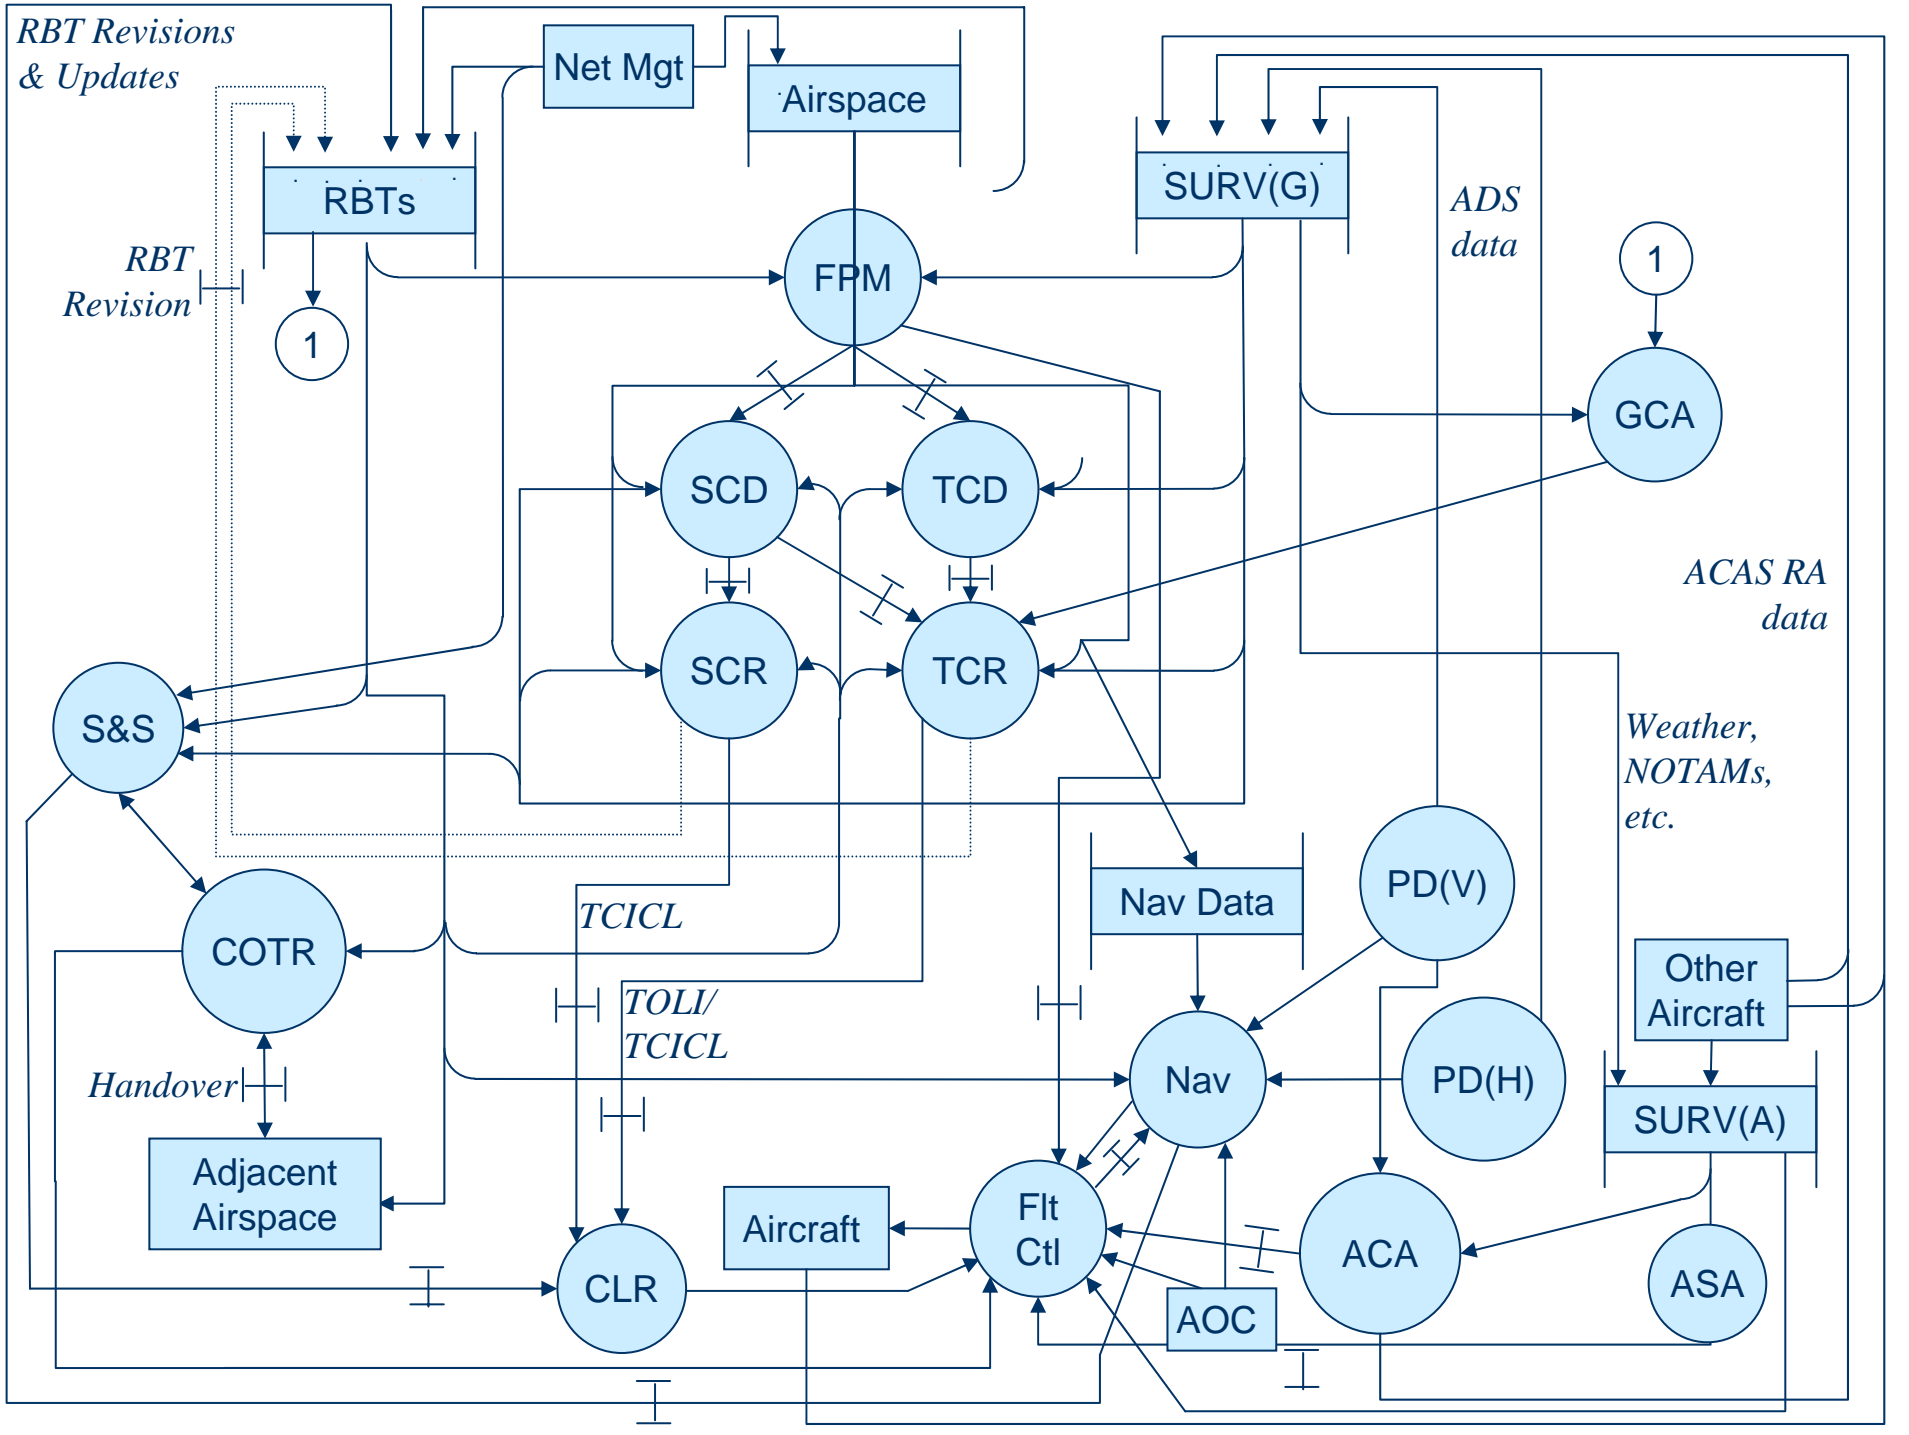 RBT Revisions
& Updates
Net Mgt
Airspace
RBTs
SURV(G)
ADS
data
RBT
Revision
FPM
1
1
GCA
SCD
TCD
ACAS RA
data
SCR
TCR
S&S
Weather,
NOTAMs,
etc.
Nav Data
PD(V)
TCICL
COTR
Other
Aircraft
TOLI/
TCICL
Handover
Nav
PD(H)
SURV(A)
Adjacent
Airspace
Aircraft
Flt
Ctl
ACA
CLR
ASA
AOC